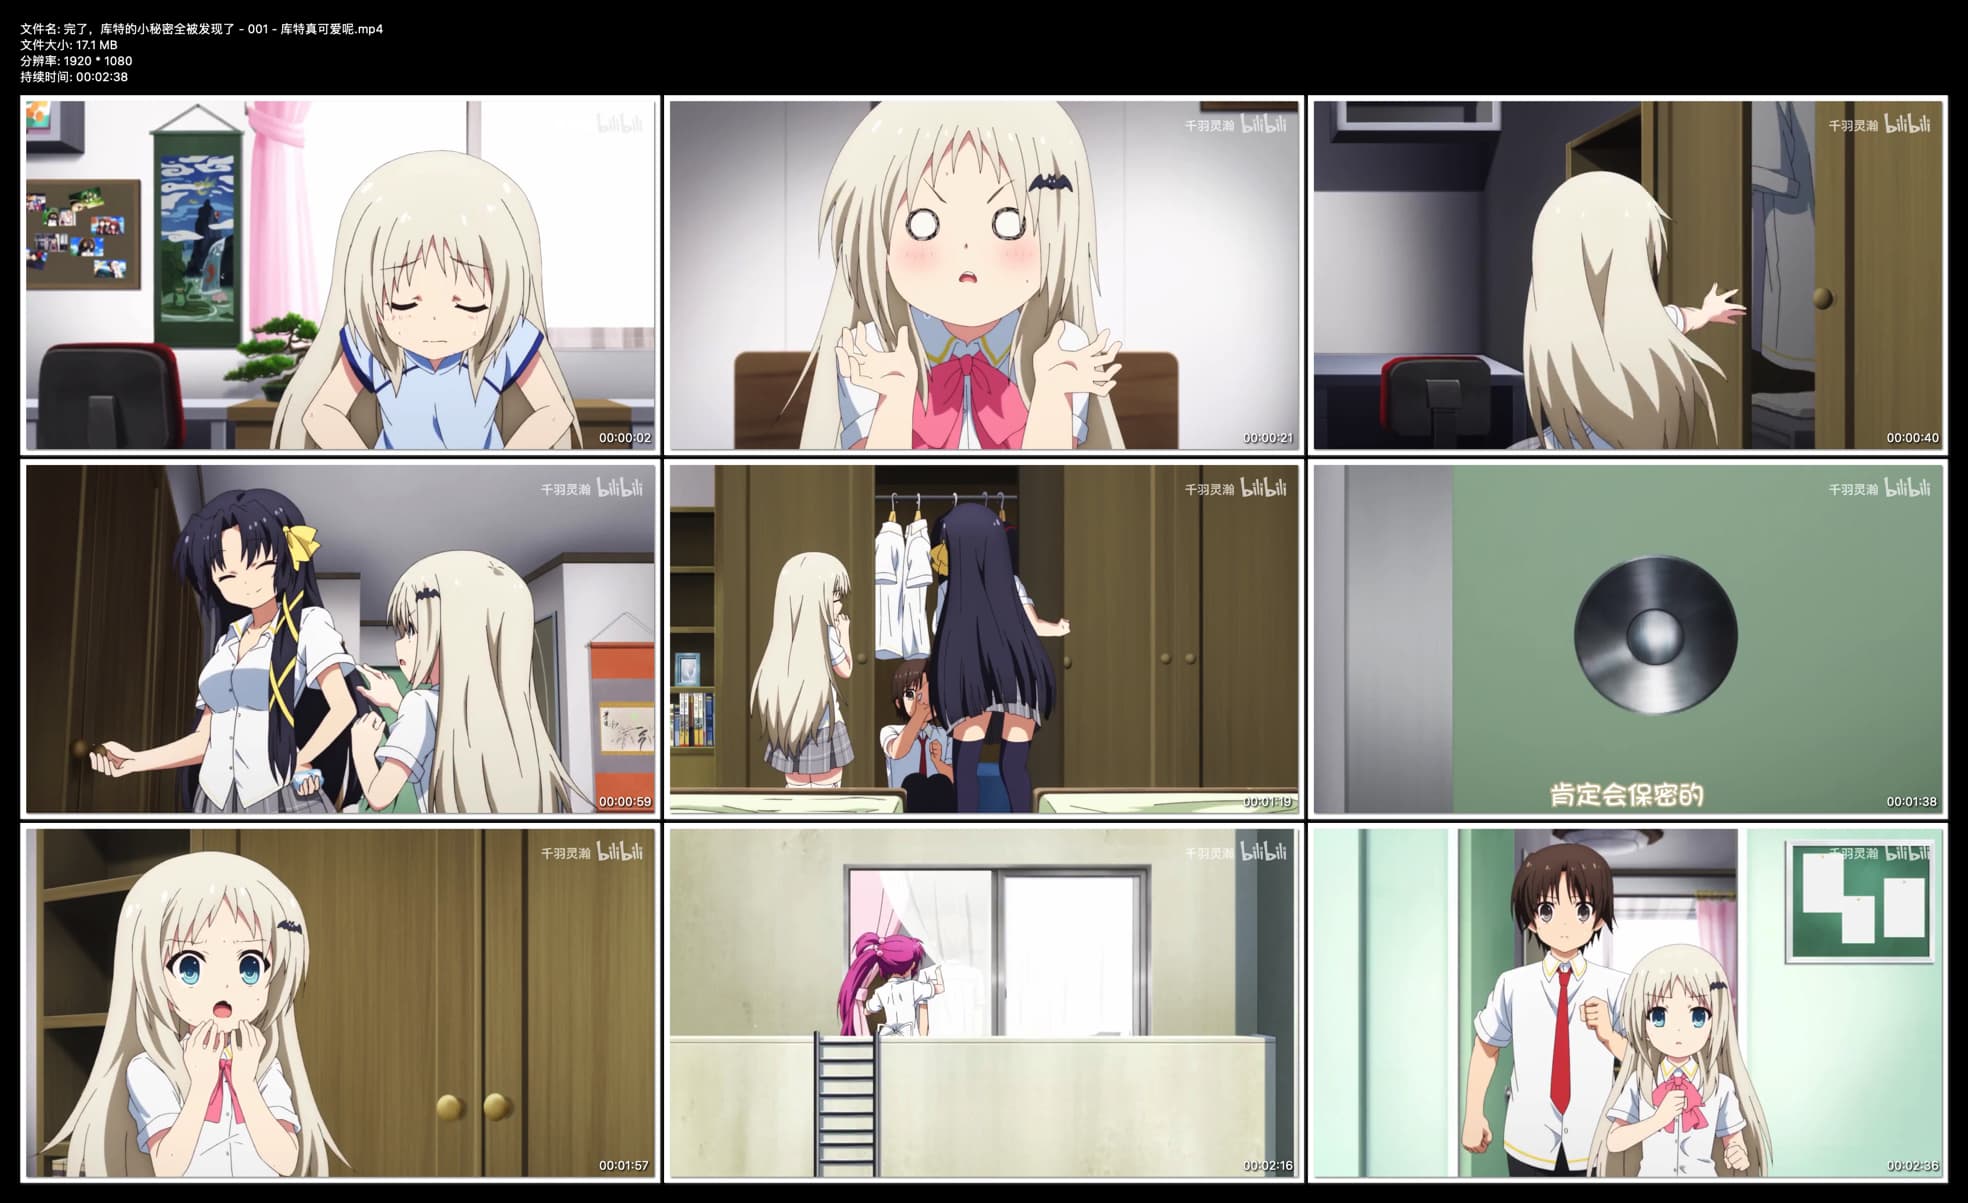 文件名: 完了，库特的小秘密全被发现了 - 001 - 库特真可爱呢.mp4
文件大小: 17.1 MB
分辨率: 1920 * 1080
持续时间: 00:02:38
bilibili
00:00:02
千羽灵瀚 bilibili
00:00:21
千羽灵瀚 bilibili
00:00:40
千羽灵瀚 bilibili
00:00:59
千羽灵瀚 bilibili
00:01:19
千羽灵瀚 bilibili
肯定会保密的
00:01:38
千羽灵瀚 bilibili
00:01:57
千羽灵瀚 bilibili
00:02:16
千羽灵瀚 bilibili
00:02:36